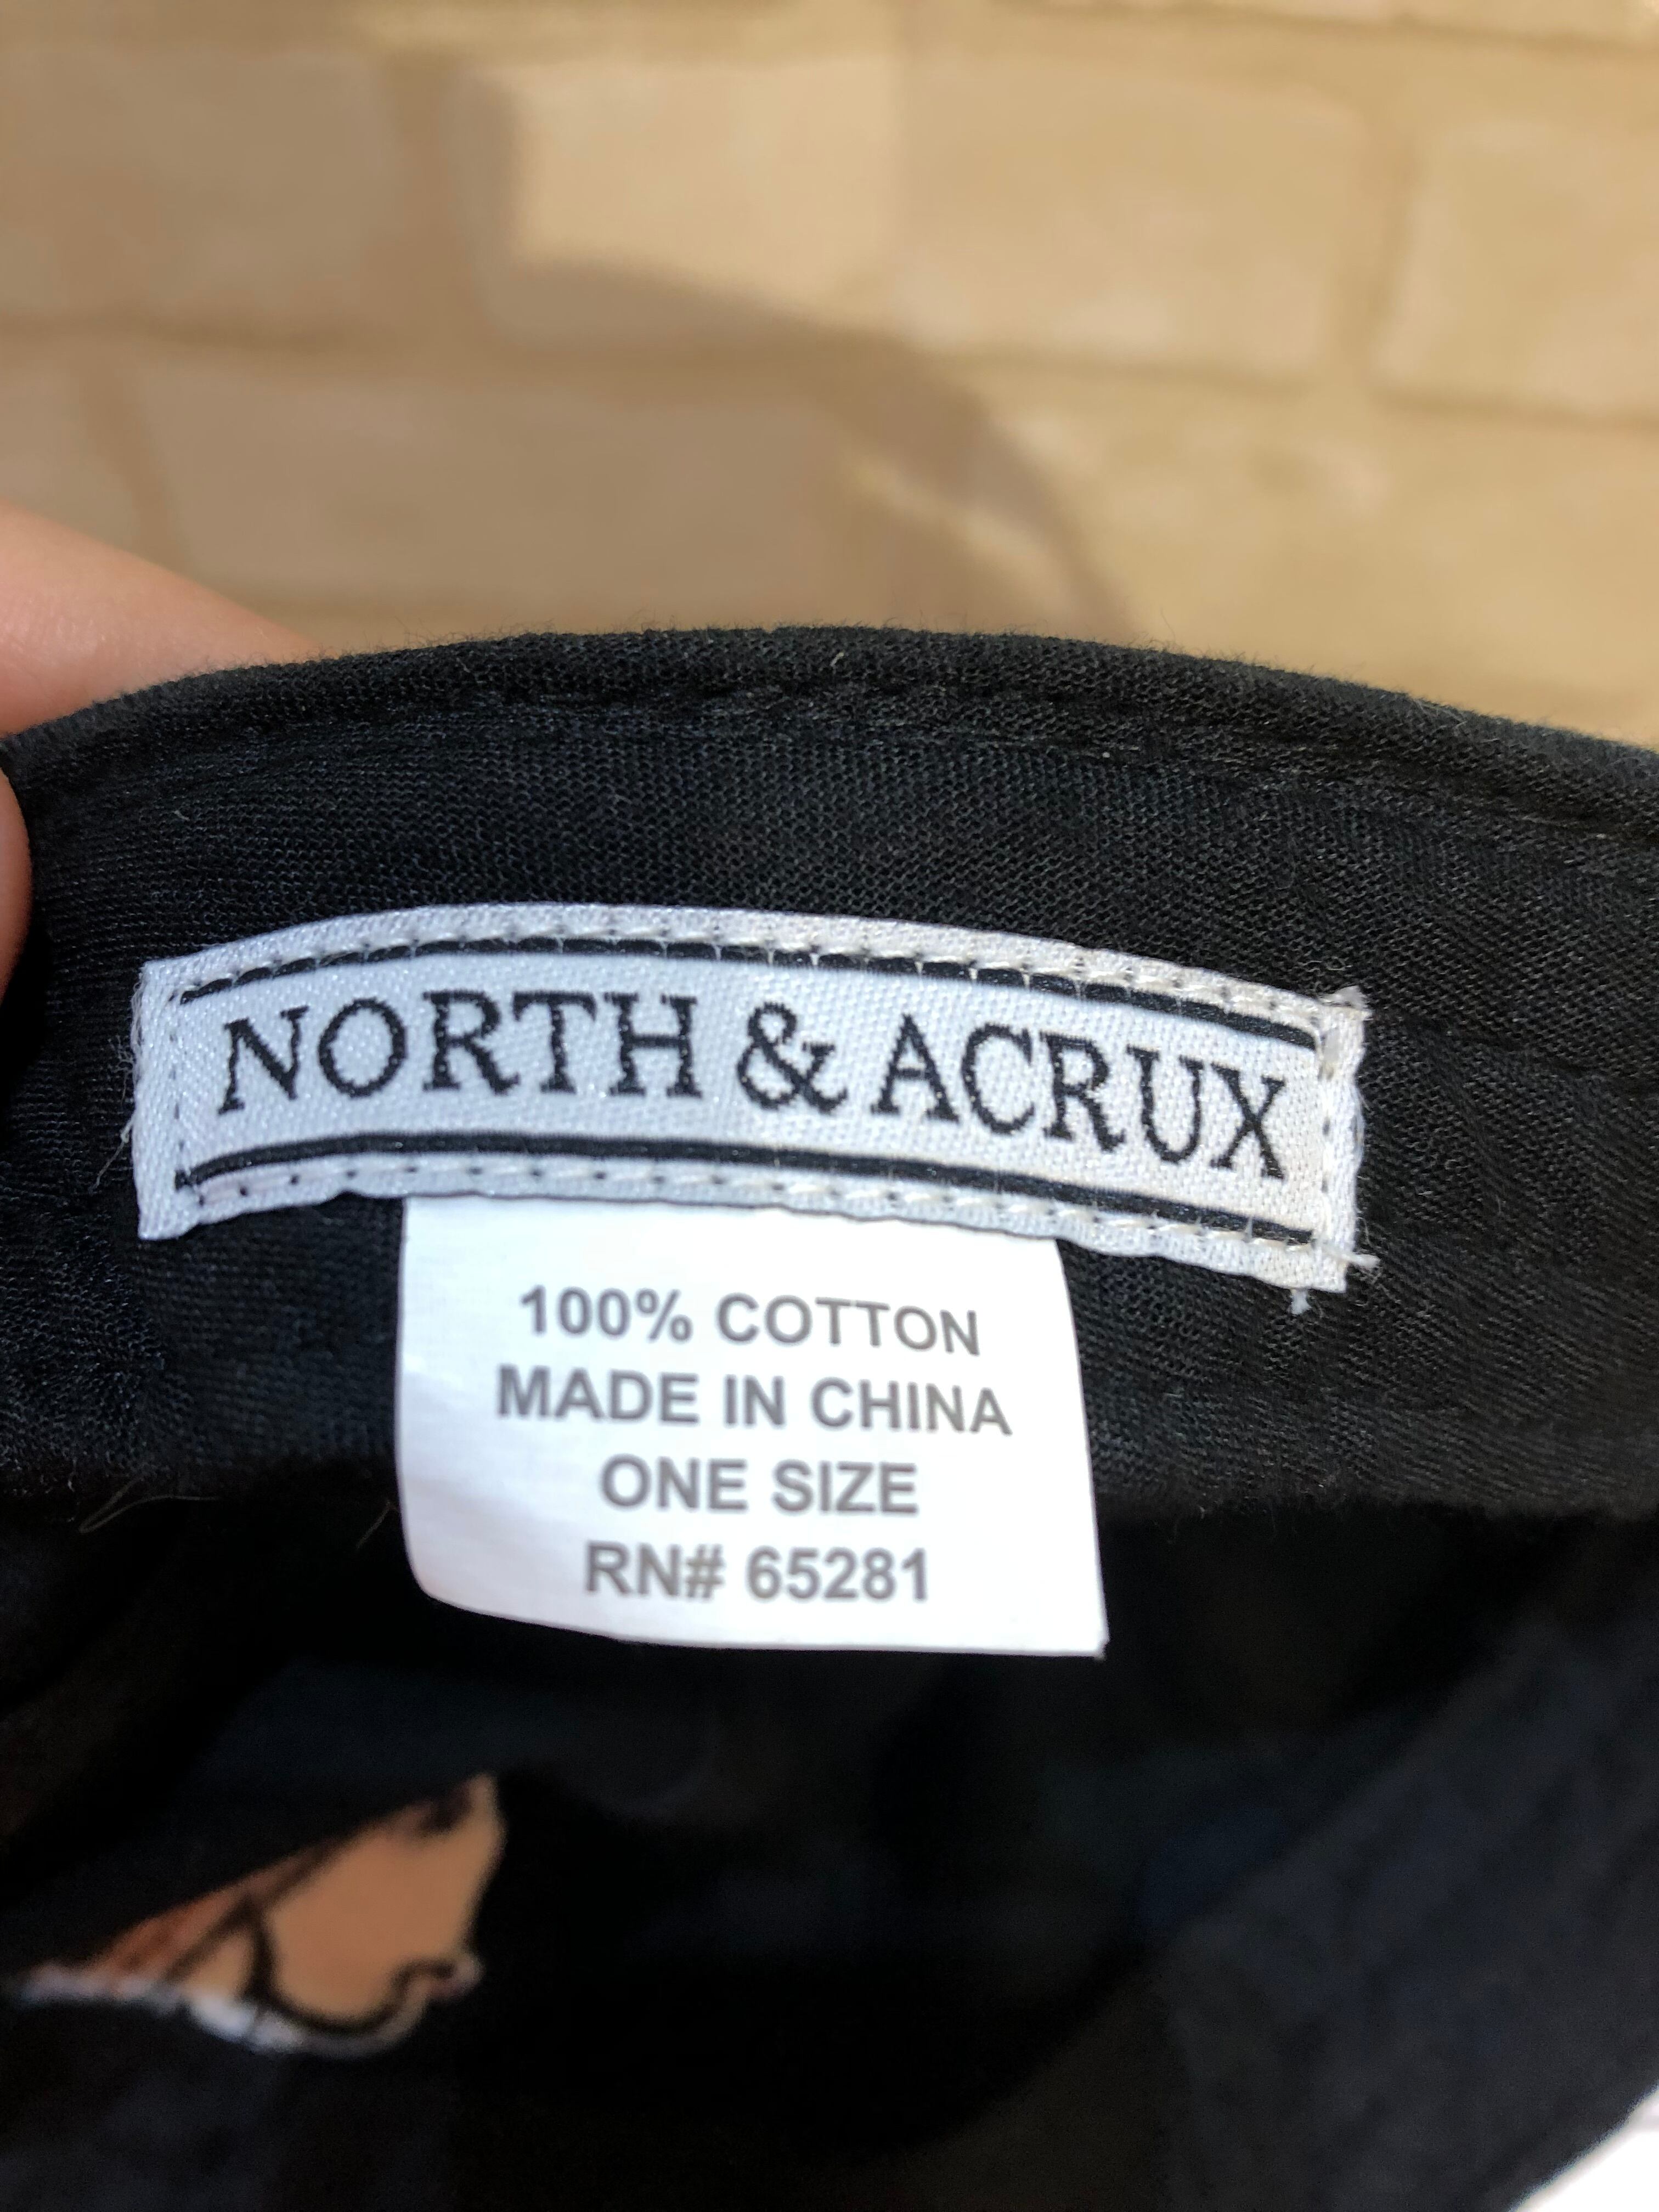 NORTH & ACRUX
100% COTTON
MADE IN CHINA
ONE SIZE
RN# 65281